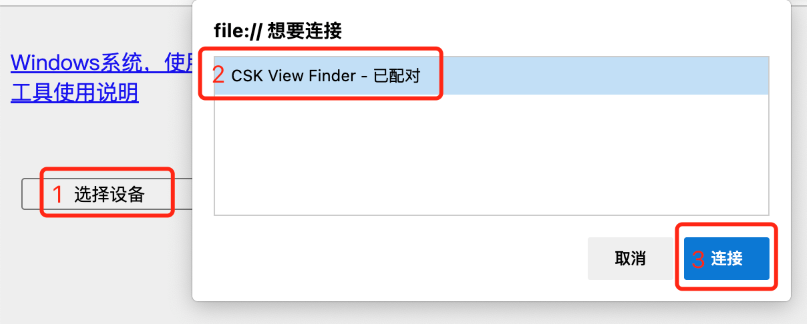 file:// 想要连接
Windows系统，使用
工具使用说明
2 CSK View Finder - 已配对
1 选择设备
取消
3 连接